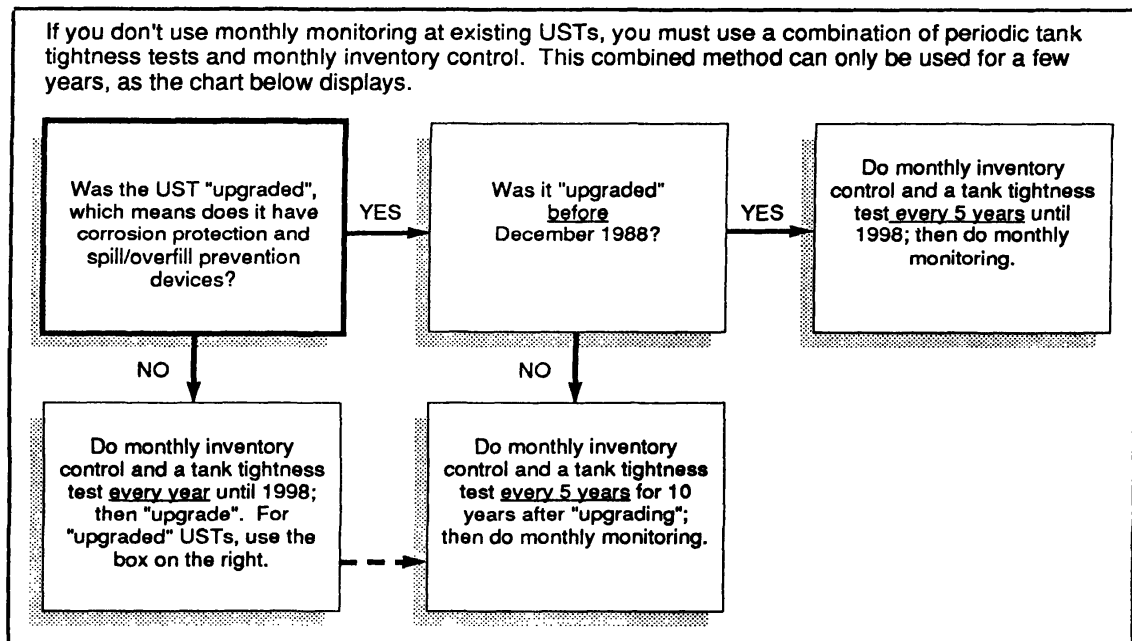 If you don't use monthly monitoring at existing USTs, you must use a combination of periodic tank
tightness tests and monthly inventory control. This combined method can only be used for a few
years, as the chart below displays.
Was the UST "upgraded",
which means does it have
corrosion protection and
spill/overfill prevention
devices?
YES
Was it "upgraded"
before
December 1988?
YES
Do monthly inventory
control and a tank tightness
test every 5 years until
1998; then do monthly
monitoring.
NO
NO
Do monthly inventory
control and a tank tightness
test every year until 1998;
then "upgrade". For
"upgraded" USTs, use the
box on the right.
Do monthly inventory
control and a tank tightness
test every 5 years for 10
years after "upgrading";
then do monthly monitoring.